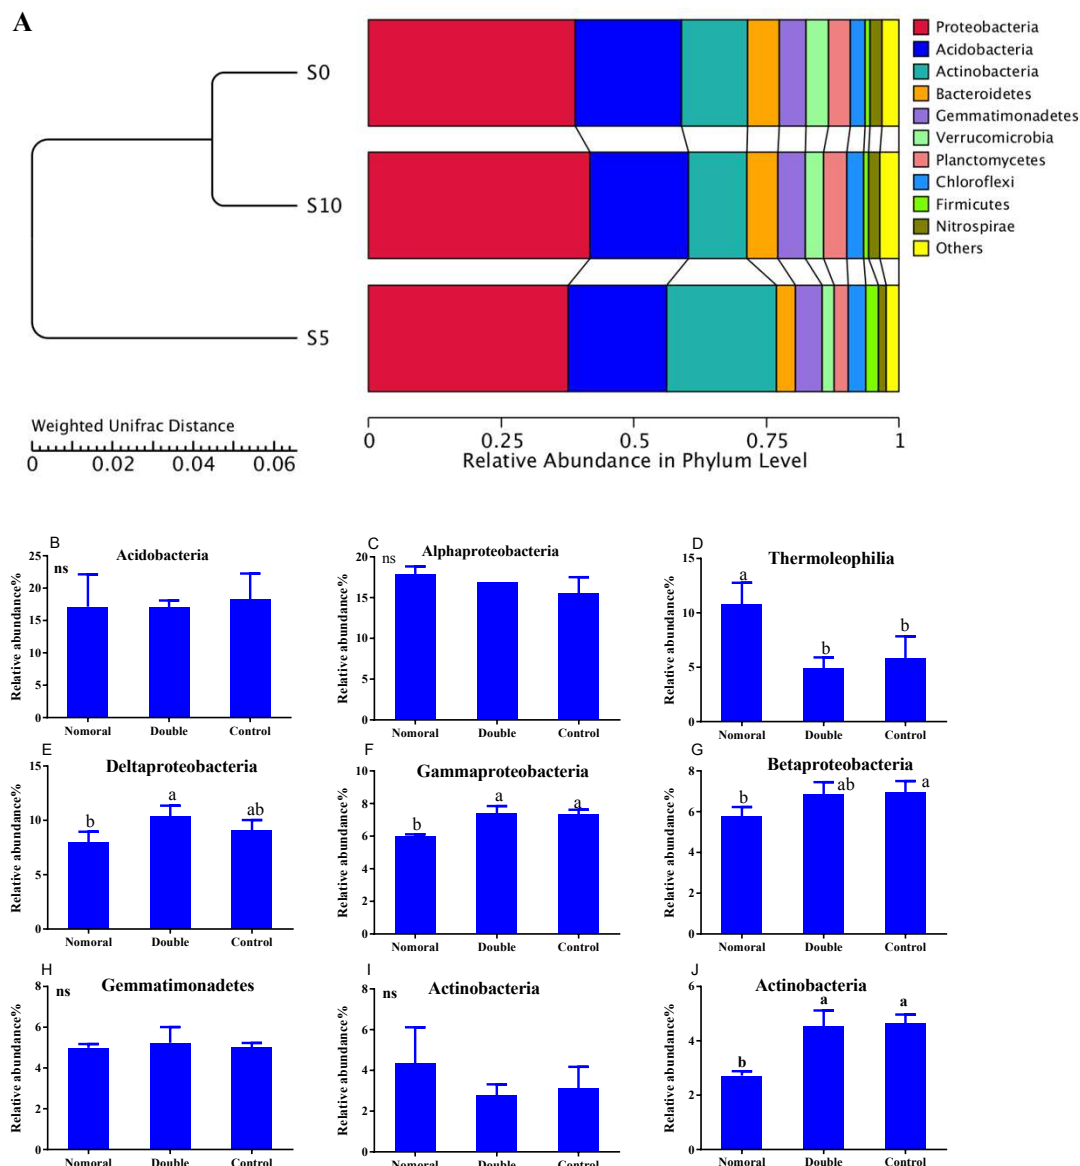 A
S0
S10
S5
Proteobacteria
Acidobacteria
Actinobacteria
Bacteroidetes
Gemmatimonadetes
Verrucomicrobia
Planctomycetes
Chloroflexi
Firmicutes
Nitrospirae
Others
Weighted Unifrac Distance
0 0.02 0.04 0.06
0 0.25 0.5 0.75 1
Relative Abundance in Phylum Level
B
Acidobacteria
ns
Relative abundance%
25
20
15
10
5
0
Nomoral Double Control
C
Alphaproteobacteria
ns
Relative abundance%
20
15
10
5
0
Nomoral Double Control
D
Thermoleophilia
Relative abundance%
15
10
5
0
a
b
b
Nomoral Double Control
E
Deltaproteobacteria
Relative abundance%
15
10
5
0
b
a
ab
Nomoral Double Control
F
Gammaproteobacteria
Relative abundance%
10
8
6
4
2
0
b
a
a
Nomoral Double Control
G
Betaproteobacteria
Relative abundance%
8
6
4
2
0
b
ab
a
Nomoral Double Control
H
Gemmatimonadetes
ns
Relative abundance%
8
6
4
2
0
Nomoral Double Control
I
Actinobacteria
ns
Relative abundance%
8
6
4
2
0
Nomoral Double Control
J
Actinobacteria
Relative abundance%
6
4
2
0
b
a
a
Nomoral Double Control